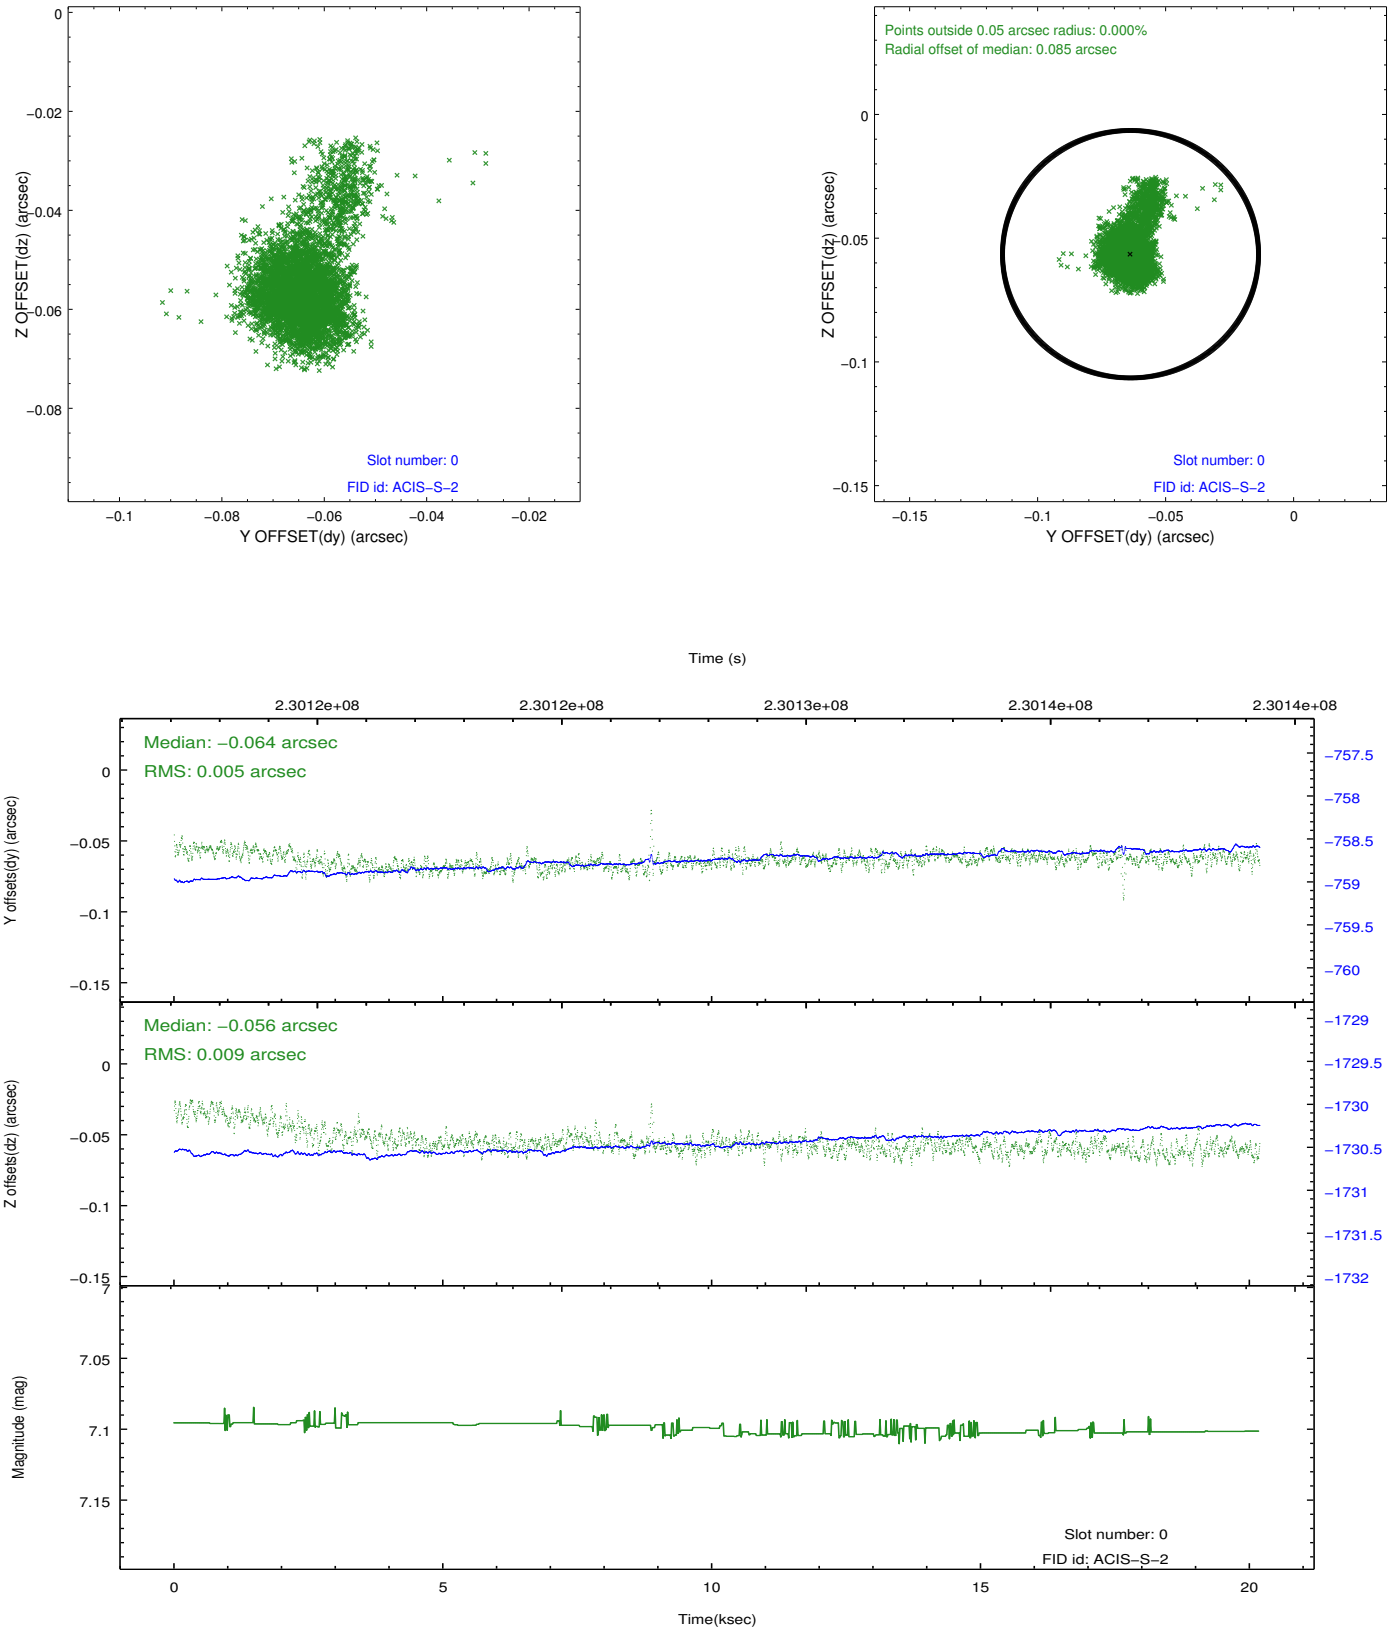 0
−0.02
−0.04
−0.06
−0.08
Z OFFSET(dz) (arcsec)
Slot number: 0
FID id: ACIS−S−2
−0.1
−0.08
−0.06
−0.04
−0.02
Y OFFSET(dy) (arcsec)
Points outside 0.05 arcsec radius: 0.000%
Radial offset of median: 0.085 arcsec
0
−0.05
−0.1
−0.15
Z OFFSET(dz) (arcsec)
Slot number: 0
FID id: ACIS−S−2
−0.15
−0.1
−0.05
0
Y OFFSET(dy) (arcsec)
Time (s)
2.3012e+08
2.3012e+08
2.3013e+08
2.3014e+08
2.3014e+08
Median: −0.064 arcsec
RMS: 0.005 arcsec
0
−0.05
−0.1
−0.15
Y offsets(dy) (arcsec)
−757.5
−758
−758.5
−759
−759.5
−760
Median: −0.056 arcsec
RMS: 0.009 arcsec
0
−0.05
−0.1
−0.15
Z offsets(dz) (arcsec)
−1729
−1729.5
−1730
−1730.5
−1731
−1731.5
−1732
7
7.05
7.1
7.15
Magnitude (mag)
Slot number: 0
FID id: ACIS−S−2
0
5
10
15
20
Time(ksec)